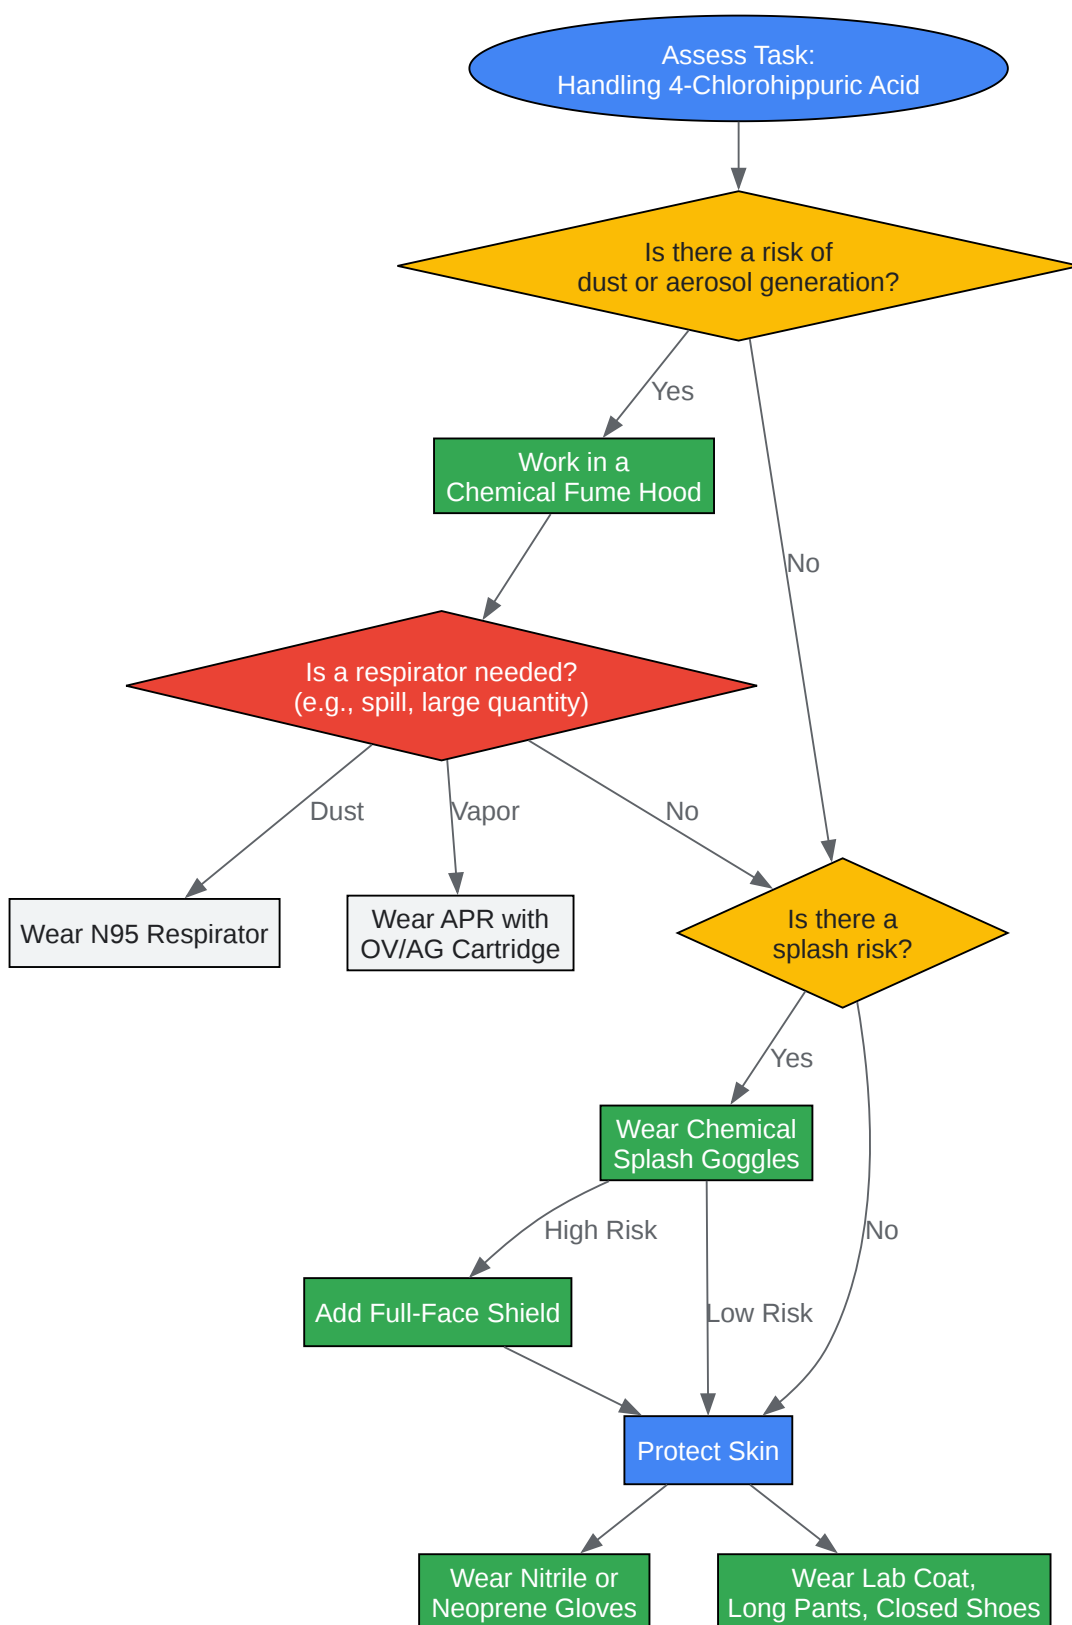 Assess Task:
Handling 4-Chlorohippuric Acid
Is there a risk of
dust or aerosol generation?
Yes
Work in a
Chemical Fume Hood
No
Is a respirator needed?
(e.g., spill, large quantity)
Dust
Vapor
No
Wear N95 Respirator
Wear APR with
OV/AG Cartridge
Is there a
splash risk?
Yes
Wear Chemical
Splash Goggles
High Risk
No
Add Full-Face Shield
Low Risk
Protect Skin
Wear Nitrile or
Neoprene Gloves
Wear Lab Coat,
Long Pants, Closed Shoes